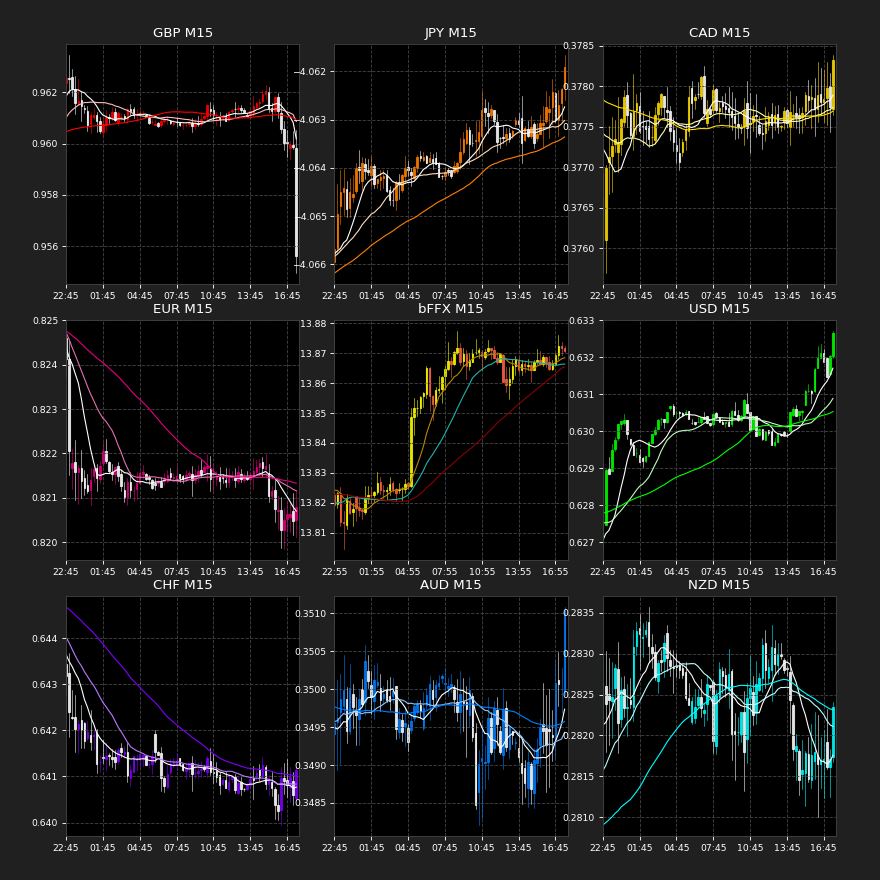 GBP M15
JPY M15
CAD M15
0.962
0.960
0.958
0.956
22:45 01:45 04:45 07:45 10:45 13:45 16:45
-4.062
-4.063
-4.064
-4.065
-4.066
22:45 01:45 04:45 07:45 10:45 13:45 16:45
0.3785
0.3780
0.3775
0.3770
0.3765
0.3760
22:45 01:45 04:45 07:45 10:45 13:45 16:45
EUR M15
bFFX M15
USD M15
0.825
0.824
0.823
0.822
0.821
0.820
22:45 01:45 04:45 07:45 10:45 13:45 16:45
13.88
13.87
13.86
13.85
13.84
13.83
13.82
13.81
22:55 01:55 04:55 07:55 10:55 13:55 16:55
0.633
0.632
0.631
0.630
0.629
0.628
0.627
22:45 01:45 04:45 07:45 10:45 13:45 16:45
CHF M15
AUD M15
NZD M15
0.644
0.643
0.642
0.641
0.640
22:45 01:45 04:45 07:45 10:45 13:45 16:45
0.3510
0.3505
0.3500
0.3495
0.3490
0.3485
22:45 01:45 04:45 07:45 10:45 13:45 16:45
0.2835
0.2830
0.2825
0.2820
0.2815
0.2810
22:45 01:45 04:45 07:45 10:45 13:45 16:45